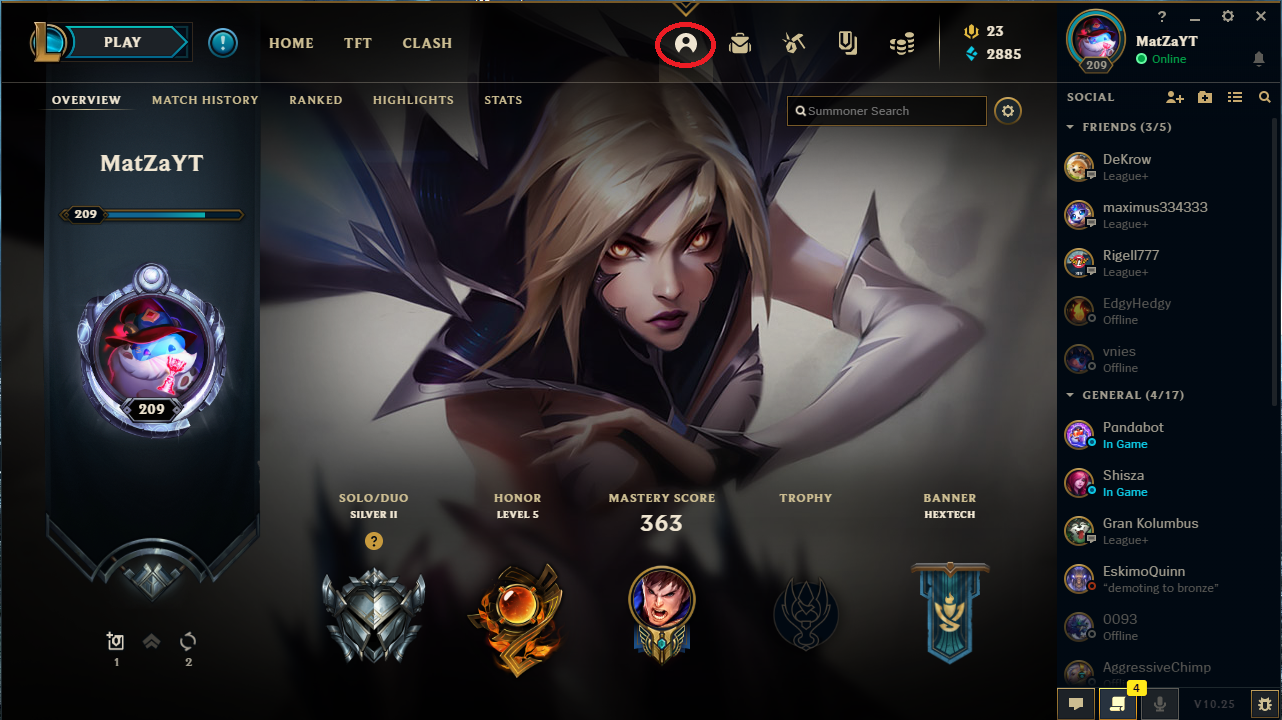 PLAY
HOME
TFT
CLASH
23
2885
209
MatZaYT
Online
OVERVIEW
MATCH HISTORY
RANKED
HIGHLIGHTS
STATS
Summoner Search
MatZaYT
209
209
SOLO/DUO
SILVER II
?
HONOR
LEVEL 5
MASTERY SCORE
363
TROPHY
BANNER
HEXTECH
1
2
SOCIAL
FRIENDS (3/5)
DeKrow
League+
maximus334333
League+
Rigell777
League+
EdgyHedgy
Offline
vnies
Offline
GENERAL (4/17)
Pandabot
In Game
Shisza
In Game
Gran Kolumbus
League+
EskimoQuinn
"demoting to bronze"
0093
Offline
AggressiveChimp
4
V10.25